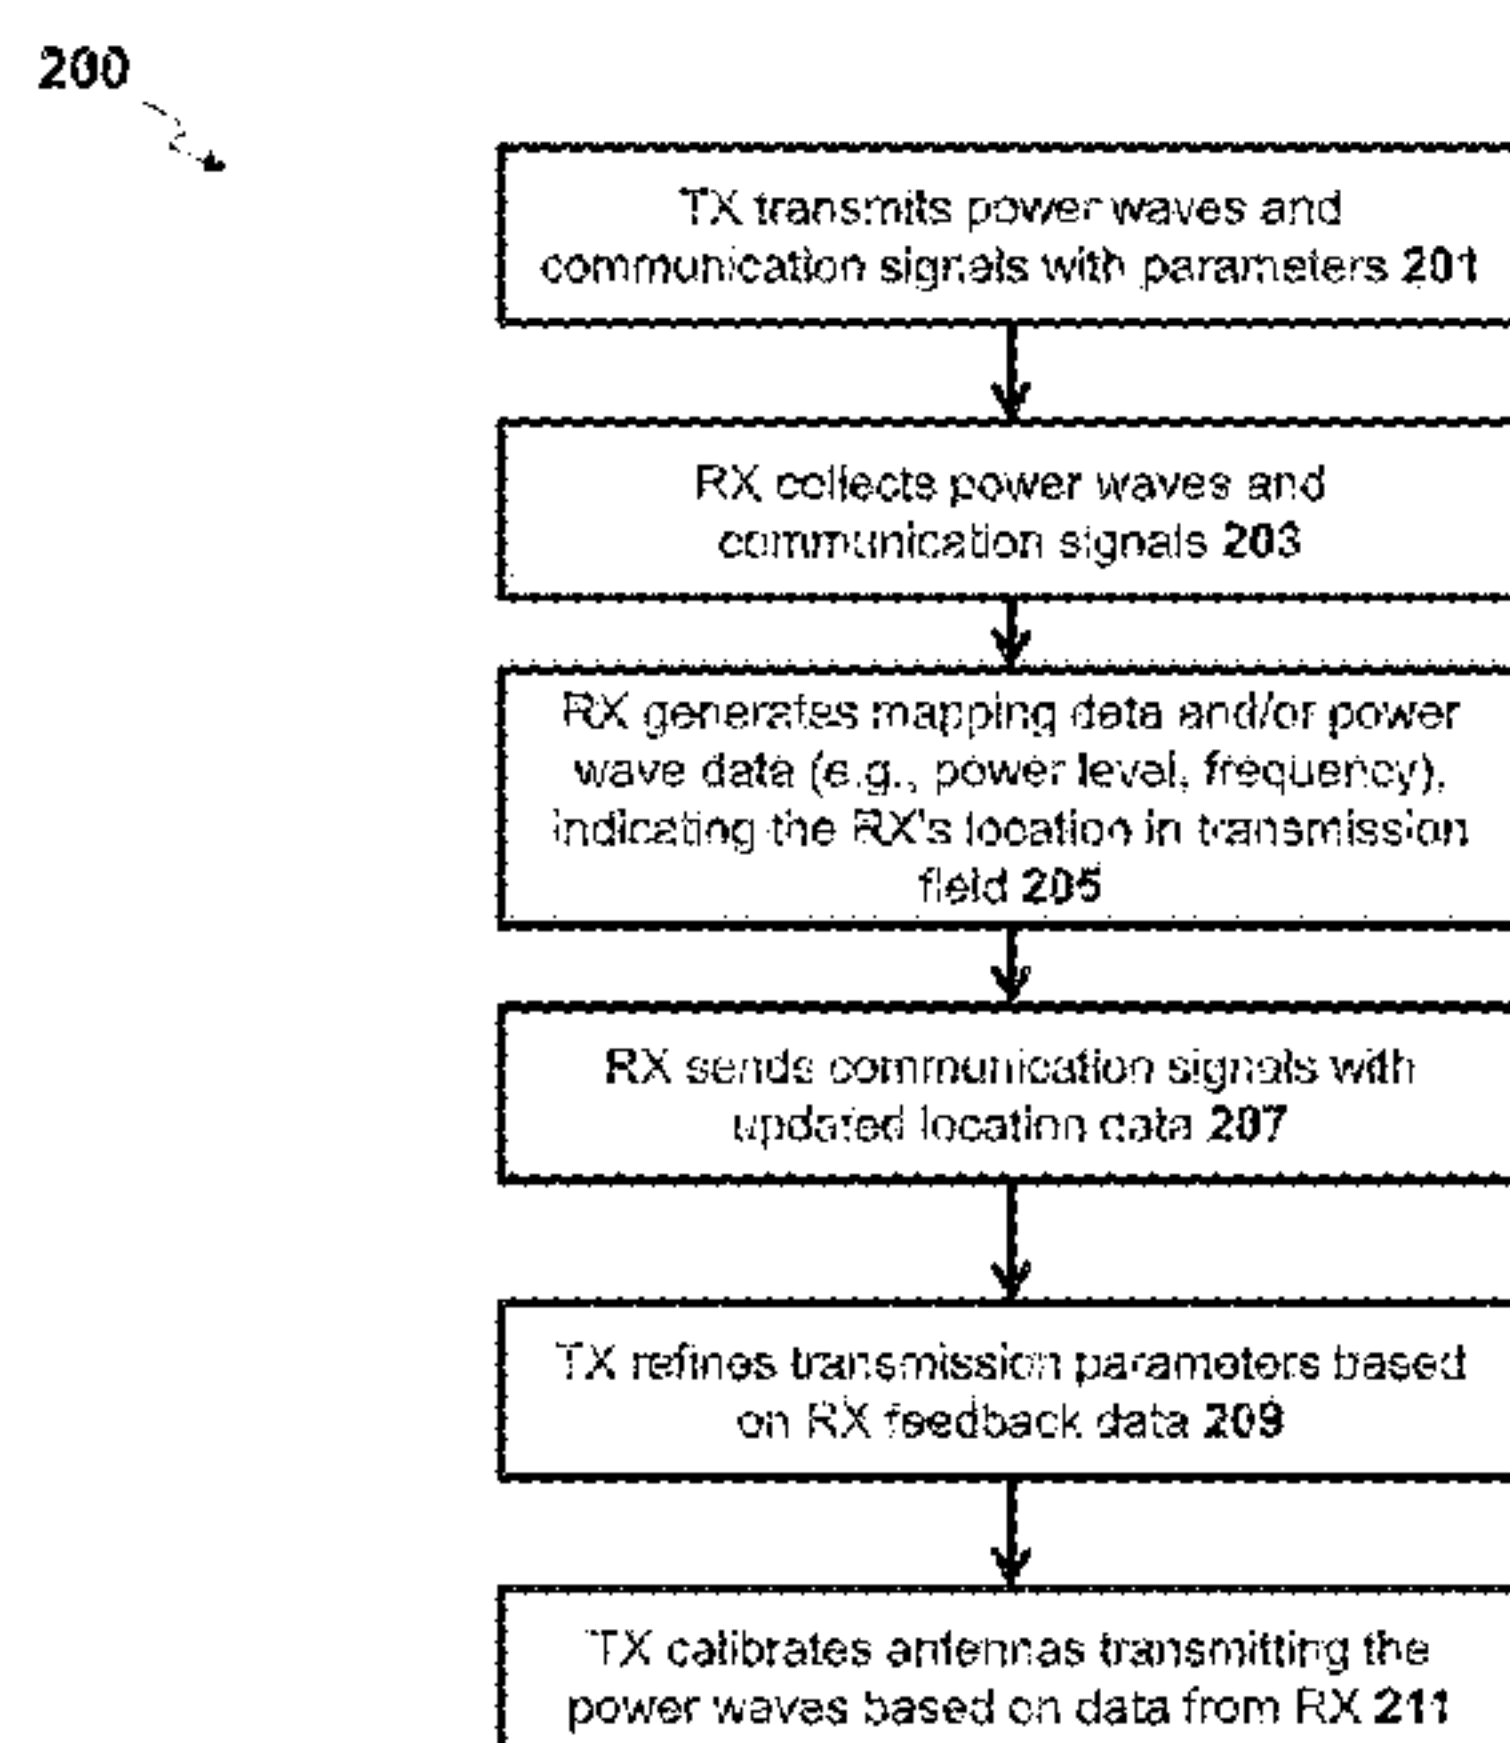 200
TX transmits power waves and
communication signals with parameters 201
RX collects power waves and
communication signals 203
RX generates mapping data and/or power
wave data (e.g., power level, frequency),
indicating the RX's location in transmission
field 205
RX sends communication signals with
updated location data 207
TX refines transmission parameters based
on RX feedback data 209
TX calibrates antennas transmitting the
power waves based on data from RX 211